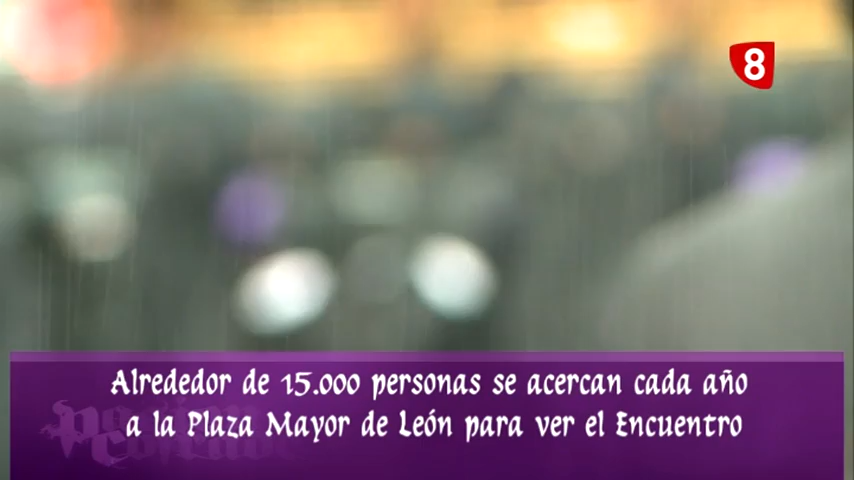 8
Alrededor de 15.000 personas se acercan cada año
a la Plaza Mayor de León para ver el Encuentro